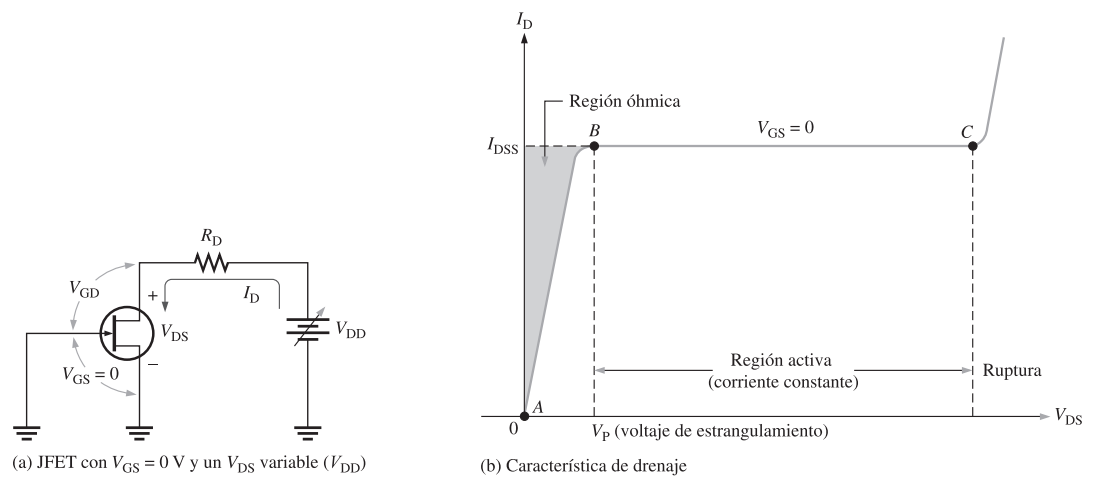 R_D
V_GD
+
I_D
V_DS
V_DD
V_GS = 0
−
(a) JFET con V_GS = 0 V y un V_DS variable (V_DD)
I_D
Región óhmica
I_DSS
B
V_GS = 0
C
Región activa
(corriente constante)
Ruptura
A
0
V_DS
V_P (voltaje de estrangulamiento)
(b) Característica de drenaje